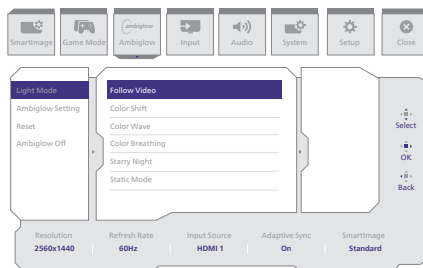 SmartImage Game Mode Ambiglow Input Audio System Setup Close
ambiglow
Light Mode
Ambiglow Setting
Reset
Ambiglow Off
Follow Video
Color Shift
Color Wave
Color Breathing
Starry Night
Static Mode
Select
OK
Back
Resolution Refresh Rate Input Source Adaptive Sync SmartImage
2560x1440 60Hz HDMI 1 On Standard